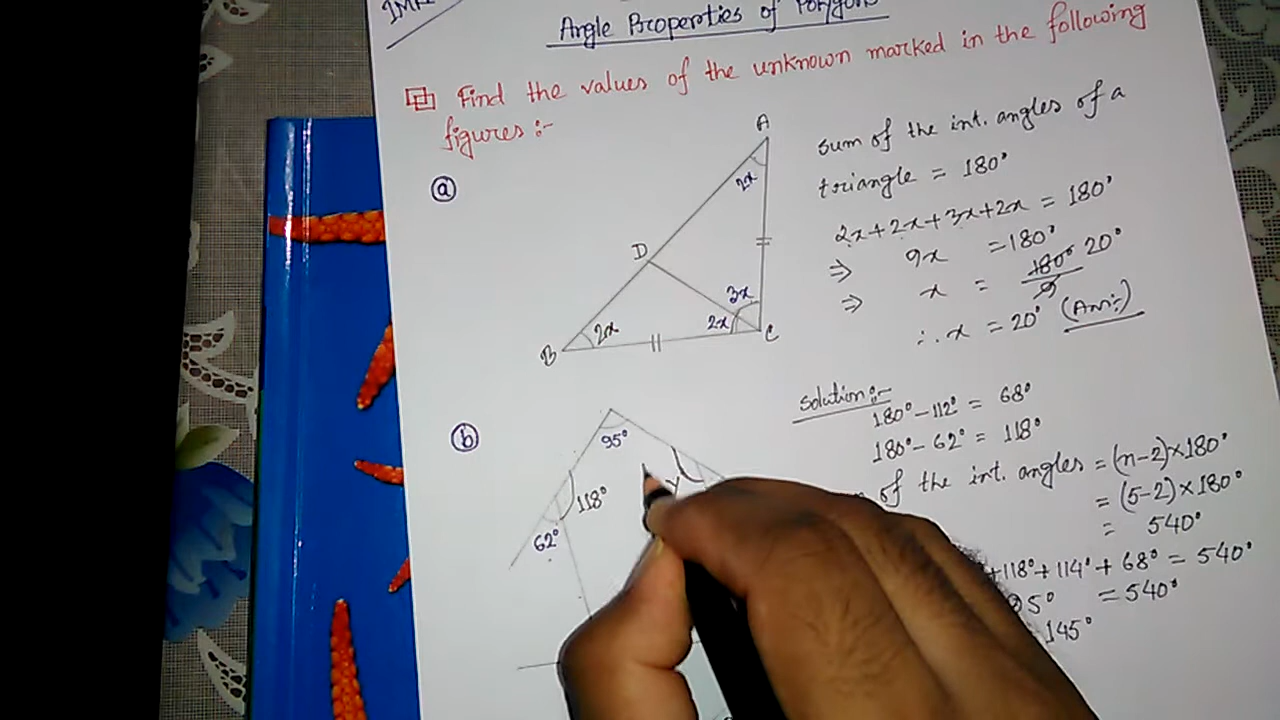 Angle Properties of Polygons
Find the values of the unknown marked in the following
figures :-
(a)
A
2x
D
3x
2x
2x
B
C
sum of the int. angles of a
triangle = 180°
2x+2x+3x+2x = 180°
⇒ 9x = 180°
⇒ x = 180°/9 20°
∴ x = 20° (Ans:)
(b)
95°
118°
y
62°
Solution :-
180°-112° = 68°
180°-62° = 118°
of the int. angles = (n-2)×180°
= (5-2)×180°
= 540°
+118°+114°+68° = 540°
95° = 540°
145°